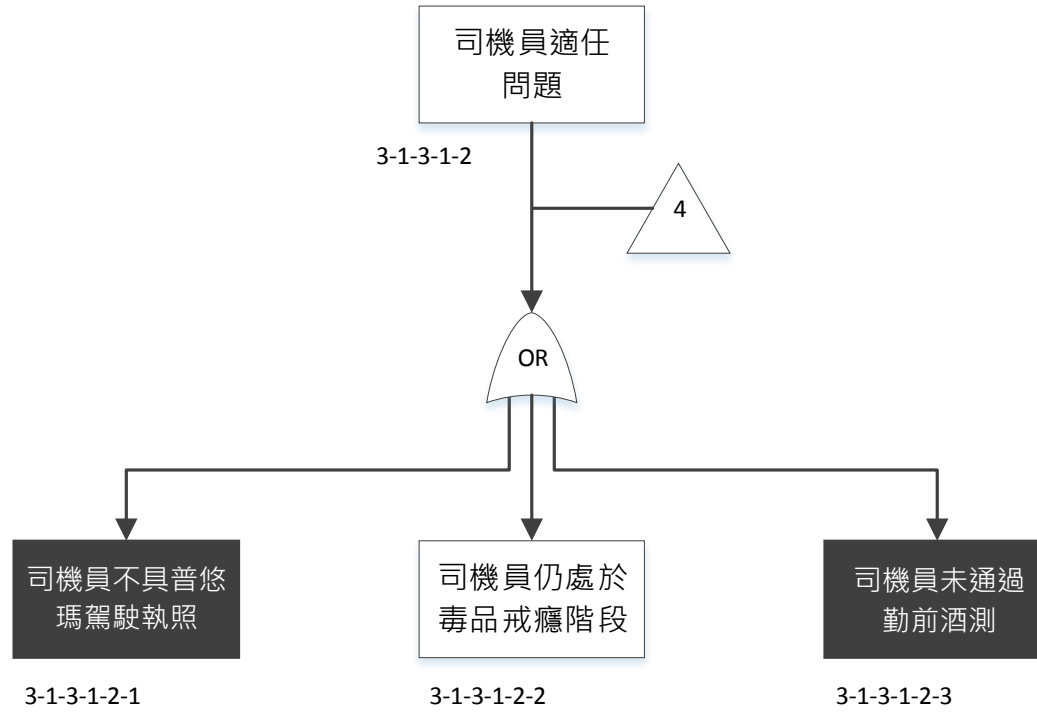 司機員適任
問題
3-1-3-1-2
4
OR
司機員不具普悠
瑪駕駛執照
3-1-3-1-2-1
司機員仍處於
毒品戒癮階段
3-1-3-1-2-2
司機員未通過
勤前酒測
3-1-3-1-2-3